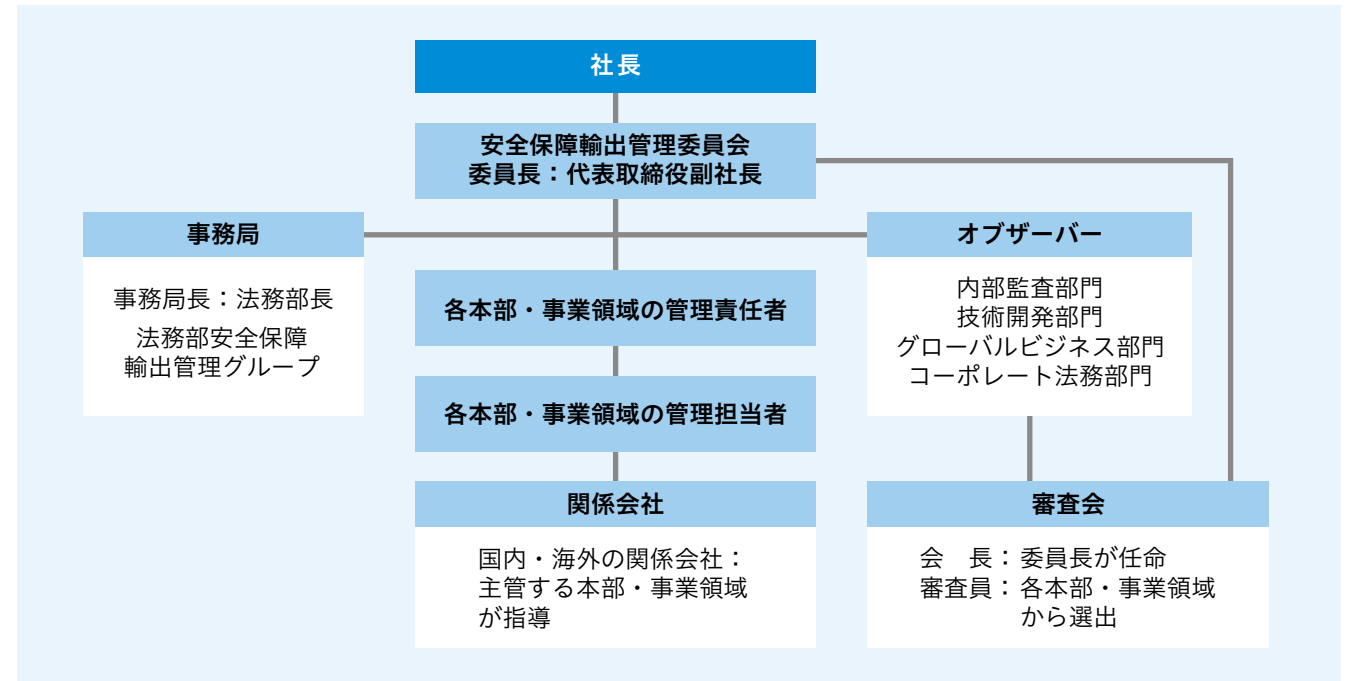 社長
安全保障輸出管理委員会
委員長：代表取締役副社長
事務局
事務局長：法務部長
法務部安全保障
輸出管理グループ
オブザーバー
内部監査部門
技術開発部門
グローバルビジネス部門
コーポレート法務部門
各本部・事業領域の管理責任者
各本部・事業領域の管理担当者
関係会社
国内・海外の関係会社：
主管する本部・事業領域
が指導
審査会
会　長：委員長が任命
審査員：各本部・事業領域
から選出